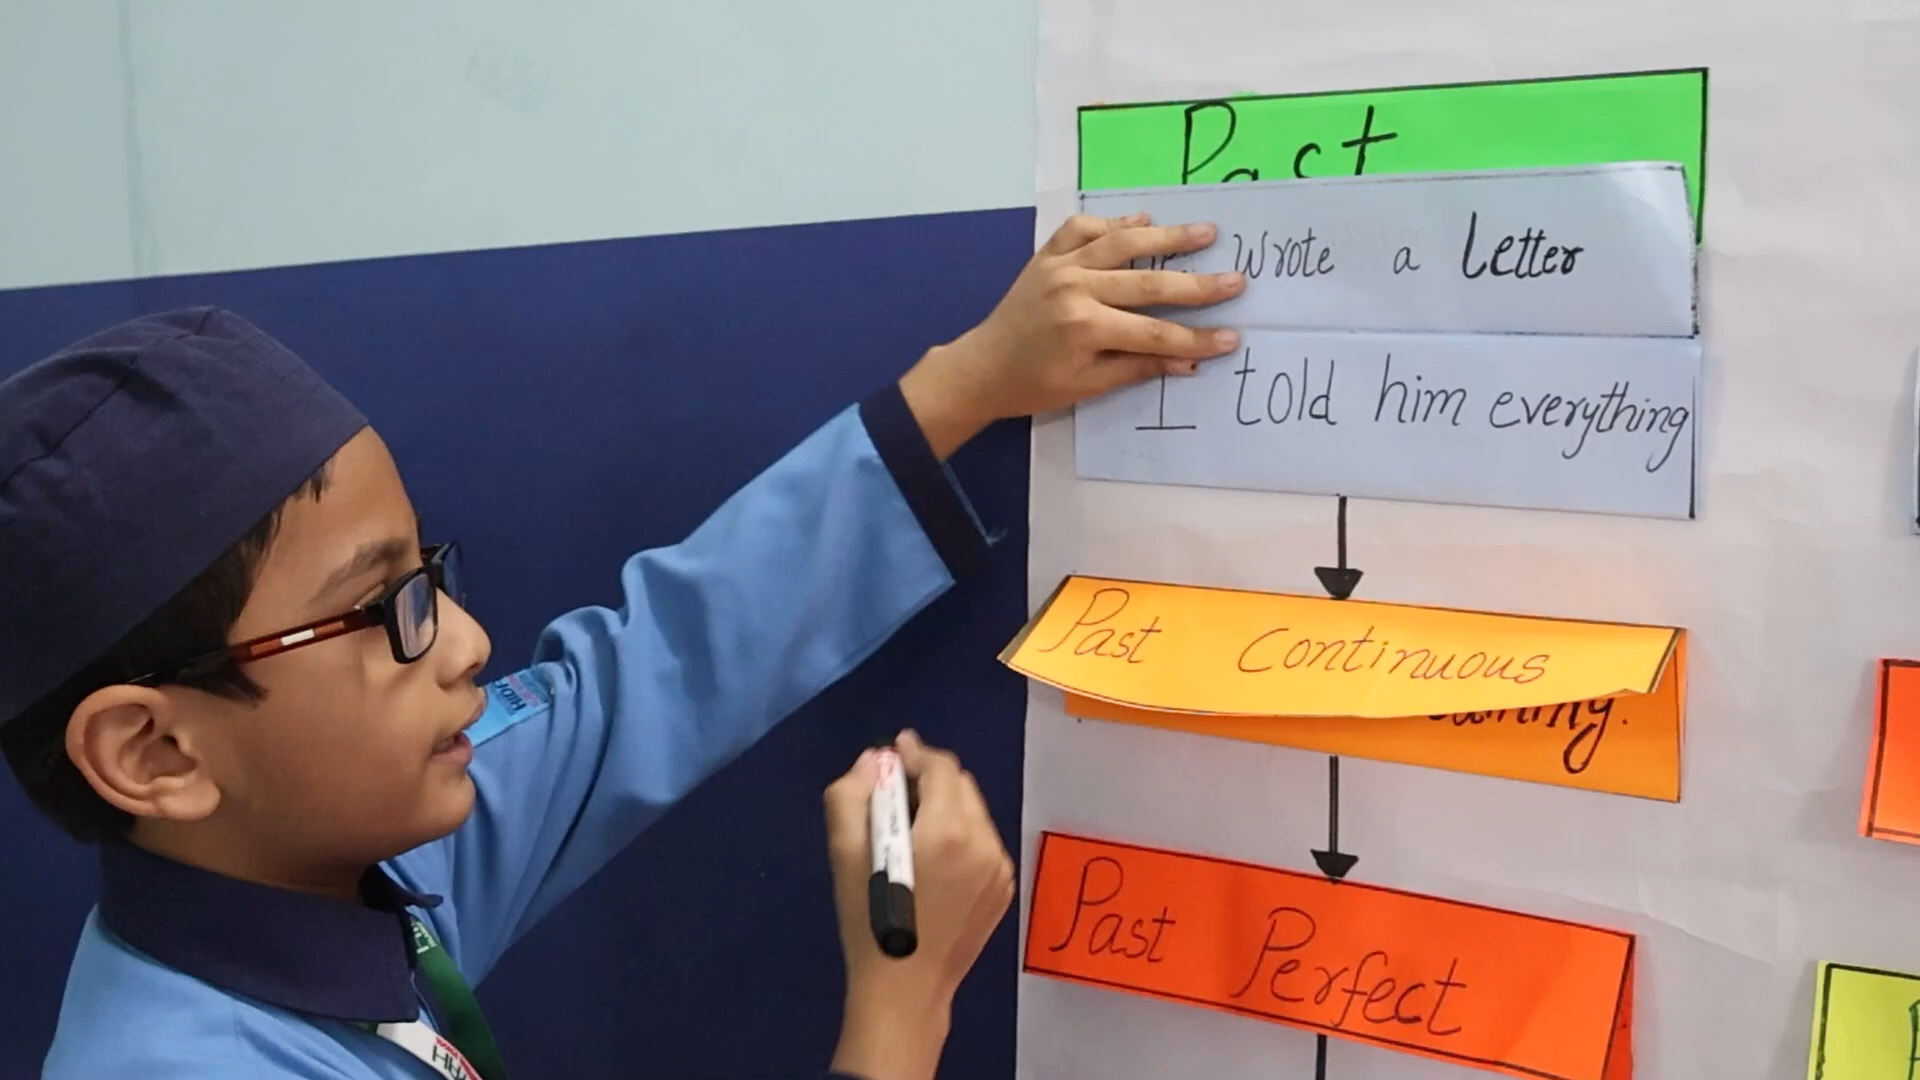 Past
wrote a letter
I told him everything
Past Continuous
Past Perfect